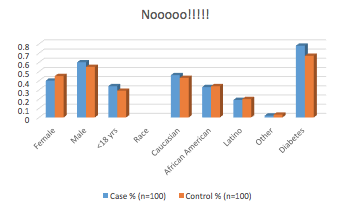 Nooooo!!!!!
0.8
0.7
0.6
0.5
0.4
0.3
0.2
0.1
0
Female
Male
<18 yrs
Race
Caucasian
African American
Latino
Other
Diabetes
Case % (n=100) Control % (n=100)